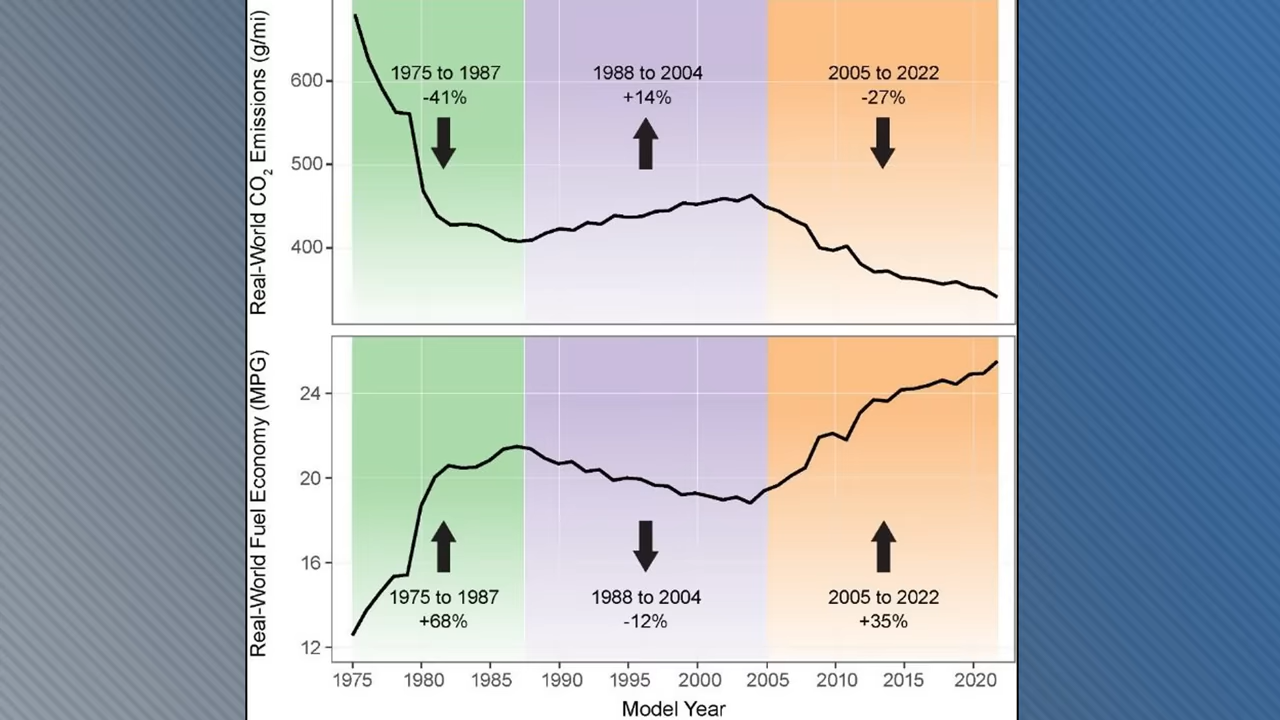 Real-World CO₂ Emissions (g/mi)
600
500
400
1975 to 1987
-41%
1988 to 2004
+14%
2005 to 2022
-27%
Real-World Fuel Economy (MPG)
24
20
16
12
1975 to 1987
+68%
1988 to 2004
-12%
2005 to 2022
+35%
1975 1980 1985 1990 1995 2000 2005 2010 2015 2020
Model Year